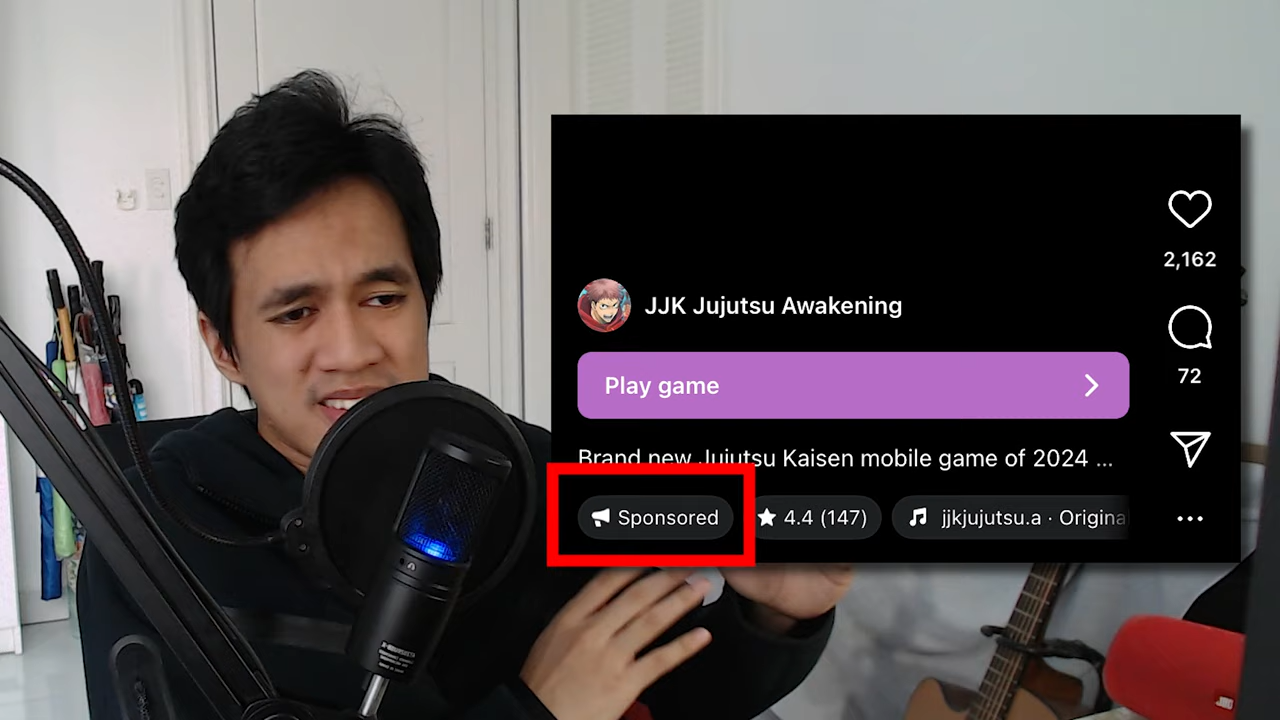 2,162
JJK Jujutsu Awakening
Play game
72
Brand new Jujutsu Kaisen mobile game of 2024 ...
Sponsored
4.4 (147)
jjkjujutsu.a · Origina